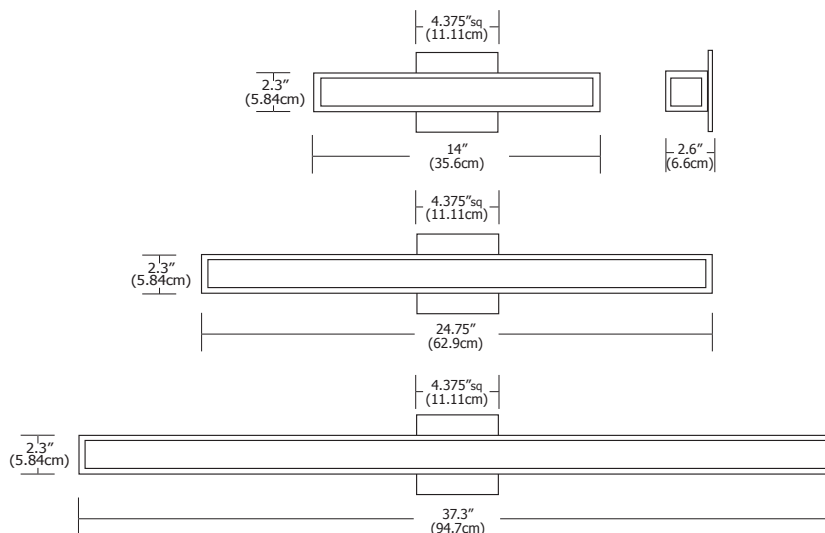 4.375″sq
(11.11cm)
2.3″
(5.84cm)
14″
(35.6cm)
2.6″
(6.6cm)
4.375″sq
(11.11cm)
2.3″
(5.84cm)
24.75″
(62.9cm)
4.375″sq
(11.11cm)
2.3″
(5.84cm)
37.3″
(94.7cm)